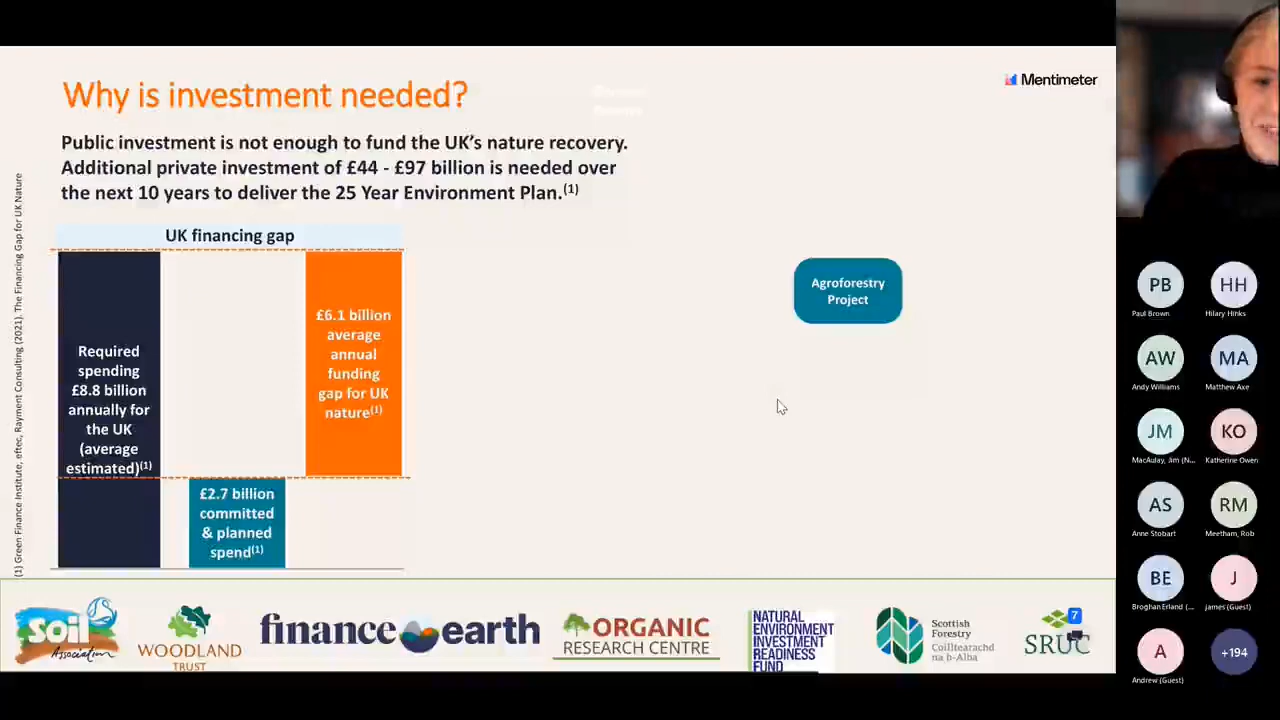 Why is investment needed?
Mentimeter
Public investment is not enough to fund the UK's nature recovery.
Additional private investment of £44 - £97 billion is needed over
the next 10 years to deliver the 25 Year Environment Plan.(1)
(1) Green Finance Institute, eftec, Rayment Consulting (2021). The Financing Gap for UK Nature
UK financing gap
Required
spending
£8.8 billion
annually for
the UK
(average
estimated)(1)
£2.7 billion
committed
& planned
spend(1)
£6.1 billion
average
annual
funding
gap for UK
nature(1)
Agroforestry
Project
Soil
Association
WOODLAND
TRUST
finance earth
ORGANIC
RESEARCH CENTRE
NATURAL
ENVIRONMENT
INVESTMENT
READINESS
FUND
Scottish
Forestry
Coilltearachd
na h-Alba
SRUC
7
PB
Paul Brown
HH
Hilary Hinks
AW
Andy Williams
MA
Matthew Axe
JM
MacAulay, Jim (N...
KO
Katherine Owen
AS
Anne Stobart
RM
Meetham, Rob
BE
Broghan Erland (...
J
james (Guest)
A
Andrew (Guest)
+194